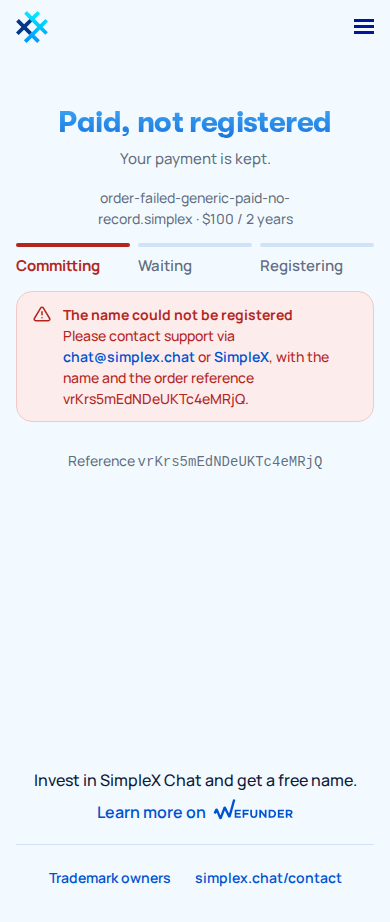 Paid, not registered
Your payment is kept.
order-failed-generic-paid-no-
record.simplex · $100 / 2 years
Committing
Waiting
Registering
The name could not be registered
Please contact support via
chat@simplex.chat or SimpleX, with the
name and the order reference
vrKrs5mEdNDeUKTc4eMRjQ.
Reference vrKrs5mEdNDeUKTc4eMRjQ
Invest in SimpleX Chat and get a free name.
Learn more on WEFUNDER
Trademark owners
simplex.chat/contact